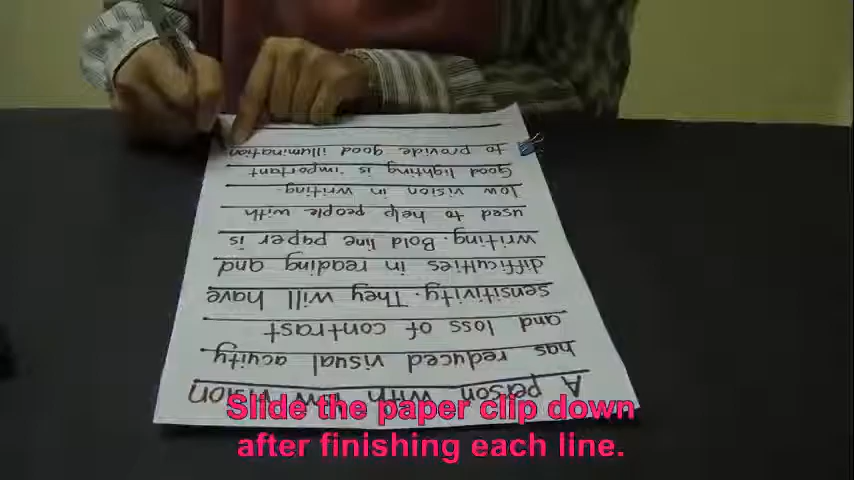 A person with low vision
has reduced visual acuity
and loss of contrast
sensitivity. They will have
difficulties in reading and
writing. Bold line paper is
used to help people with
low vision in writing.
Good lighting is important
to provide good illumination
Slide the paper clip down
after finishing each line.